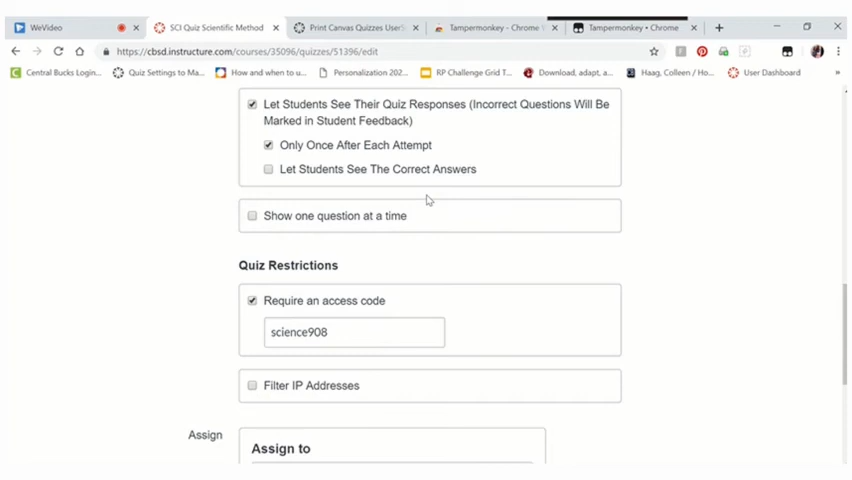 WeVideo
SCI Quiz Scientific Method
Print Canvas Quizzes UserS
Tampermonkey - Chrome
Tampermonkey • Chrome
https://cbsd.instructure.com/courses/35096/quizzes/51396/edit
Central Bucks Login...
Quiz Settings to Ma...
How and when to u...
Personalization 202...
RP Challenge Grid T...
Download, adapt, a...
Haag, Colleen / Ho...
User Dashboard
Let Students See Their Quiz Responses (Incorrect Questions Will Be
Marked in Student Feedback)
Only Once After Each Attempt
Let Students See The Correct Answers
Show one question at a time
Quiz Restrictions
Require an access code
science908
Filter IP Addresses
Assign
Assign to